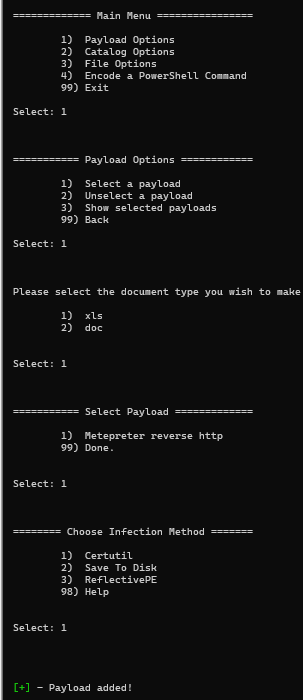 ============= Main Menu ================
1) Payload Options
2) Catalog Options
3) File Options
4) Encode a PowerShell Command
99) Exit
Select: 1
=========== Payload Options ============
1) Select a payload
2) Unselect a payload
3) Show selected payloads
99) Back
Select: 1
Please select the document type you wish to make
1) xls
2) doc
Select: 1
=========== Select Payload =============
1) Metepreter reverse http
99) Done.
Select: 1
======== Choose Infection Method =======
1) Certutil
2) Save To Disk
3) ReflectivePE
98) Help
Select: 1
[+] - Payload added!